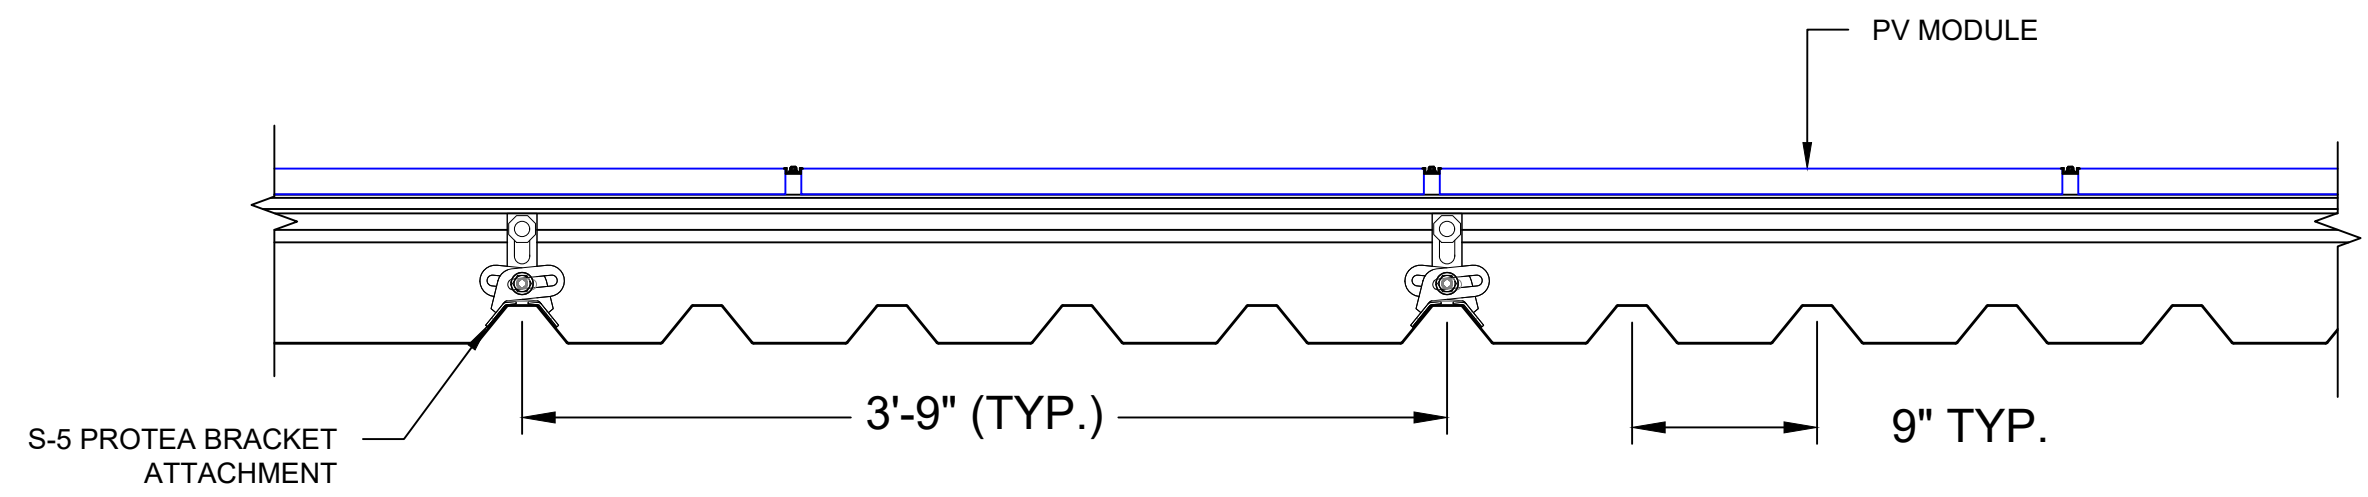 PV MODULE
3'-9" (TYP.)
9" TYP.
S-5 PROTEA BRACKET
ATTACHMENT